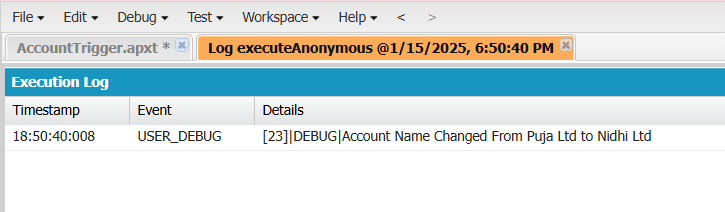 File ▾ Edit ▾ Debug ▾ Test ▾ Workspace ▾ Help ▾ < >
AccountTrigger.apxt * Log executeAnonymous @1/15/2025, 6:50:40 PM
Execution Log
Timestamp Event Details
18:50:40:008 USER_DEBUG [23]|DEBUG|Account Name Changed From Puja Ltd to Nidhi Ltd